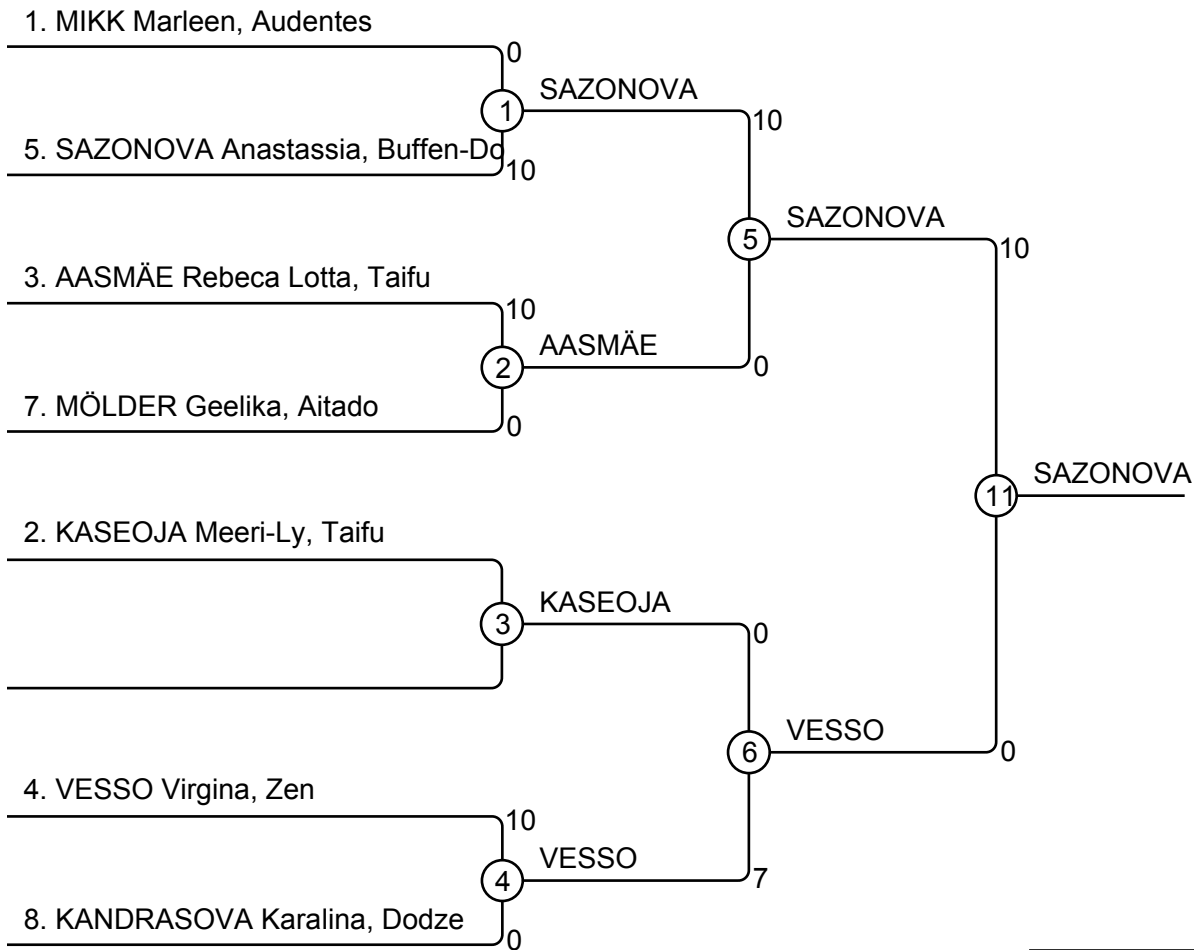 1. MIKK Marleen, Audentes
0
SAZONOVA
1
10
5. SAZONOVA Anastassia, Buffen-Do
10
SAZONOVA
5
10
3. AASMÄE Rebeca Lotta, Taifu
10
AASMÄE
2
0
7. MÖLDER Geelika, Aitado
0
SAZONOVA
11
2. KASEOJA Meeri-Ly, Taifu
KASEOJA
3
0
VESSO
6
0
4. VESSO Virgina, Zen
10
VESSO
4
7
8. KANDRASOVA Karalina, Dodze
0